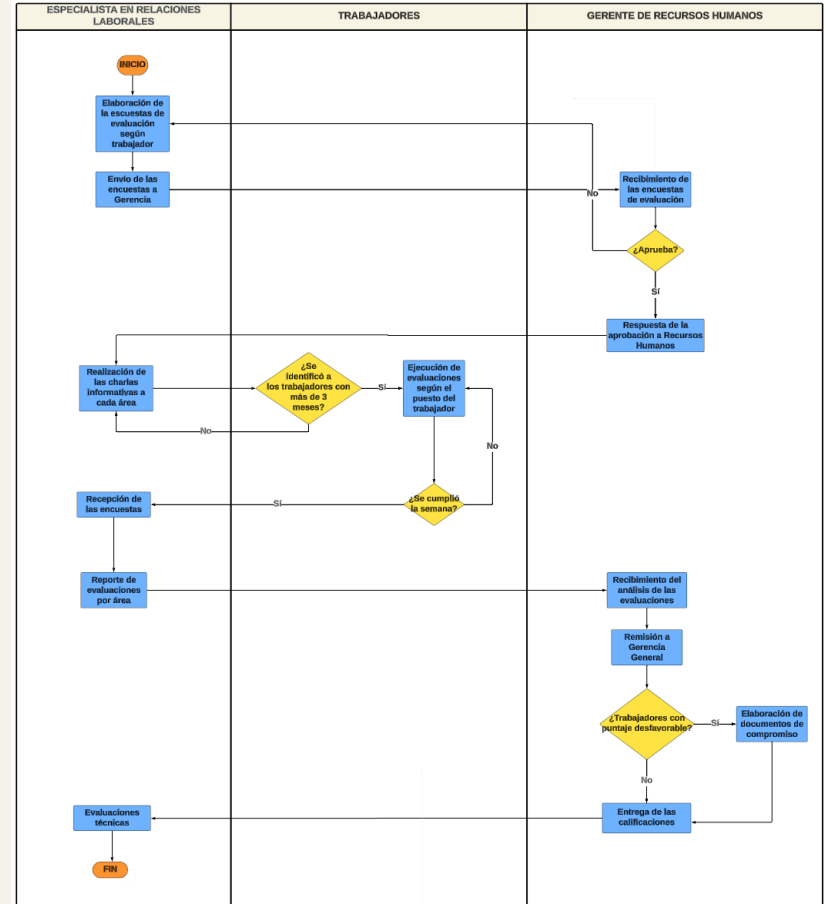 ESPECIALISTA EN RELACIONES
LABORALES
TRABAJADORES
GERENTE DE RECURSOS HUMANOS
INICIO
Elaboración de
la escuestas de
evaluación
según
trabajador
Envío de las
encuestas a
Gerencia
Recibimiento de
las encuestas
de evaluación
No
¿Aprueba?
Sí
Respuesta de la
aprobación a Recursos
Humanos
Realización de
las charlas
informativas a
cada área
¿Se
identificó a
los trabajadores con
más de 3
meses?
Sí
Ejecución de
evaluaciones
según el
puesto del
trabajador
No
No
Recepción de
las encuestas
Sí
¿Se cumplió
la semana?
Reporte de
evaluaciones
por área
Recibimiento del
análisis de las
evaluaciones
Remisión a
Gerencia
General
¿Trabajadores con
puntaje desfavorable?
Sí
Elaboración de
documentos de
compromiso
No
Entrega de las
calificaciones
Evaluaciones
técnicas
FIN